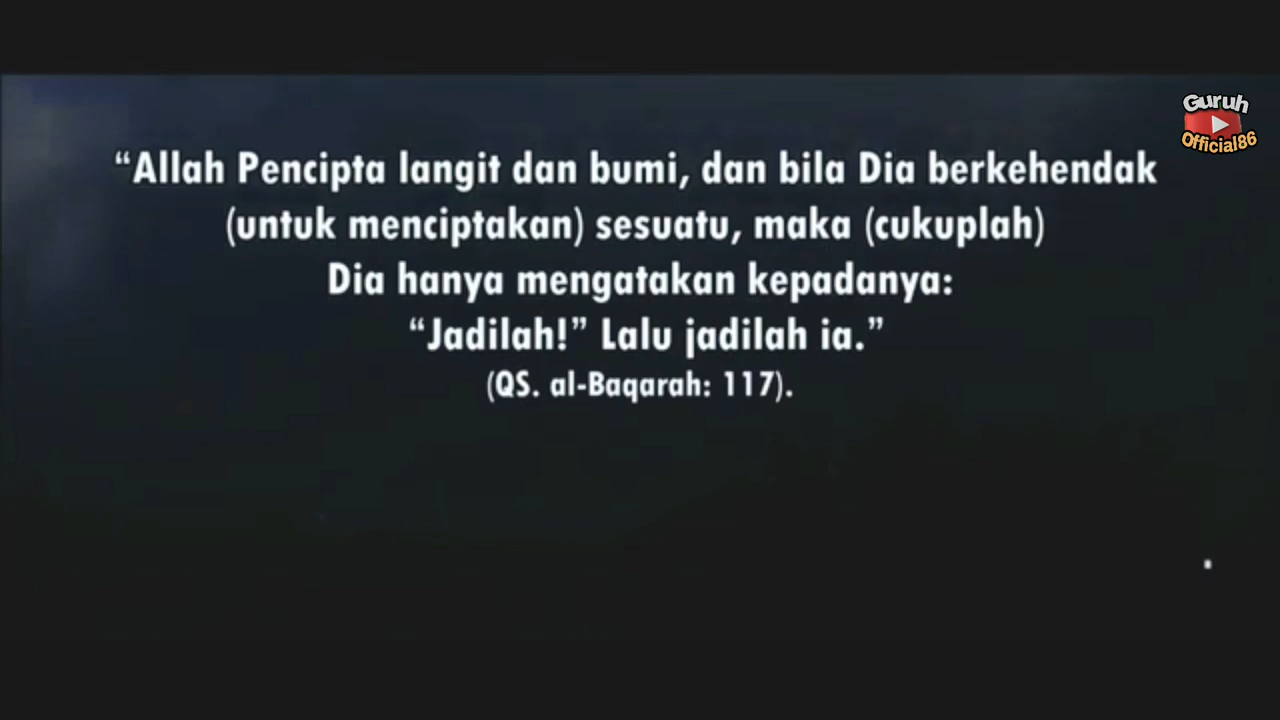 Guruh
Official86
“Allah Pencipta langit dan bumi, dan bila Dia berkehendak
(untuk menciptakan) sesuatu, maka (cukuplah)
Dia hanya mengatakan kepadanya:
“Jadilah!” Lalu jadilah ia.”
(QS. al-Baqarah: 117).